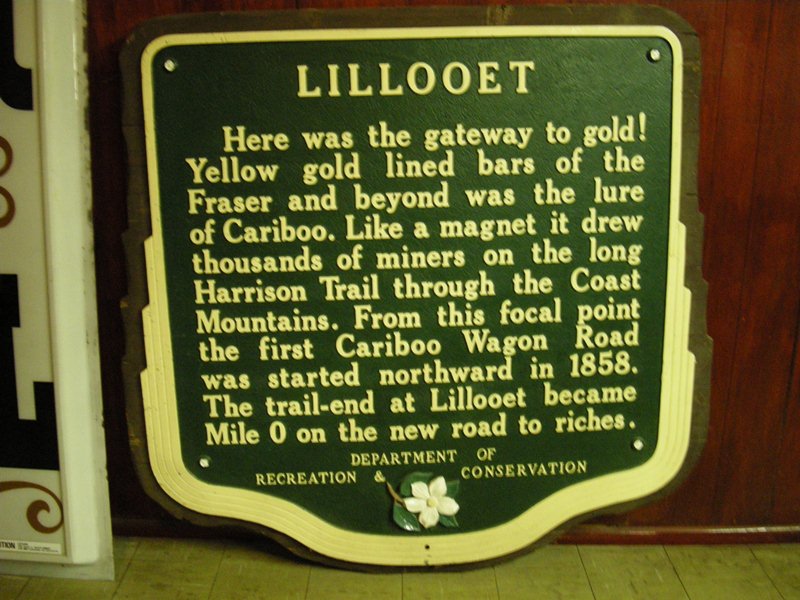 LILLOOET
Here was the gateway to gold!
Yellow gold lined bars of the
Fraser and beyond was the lure
of Cariboo. Like a magnet it drew
thousands of miners on the long
Harrison Trail through the Coast
Mountains. From this focal point
the first Cariboo Wagon Road
was started northward in 1858.
The trail-end at Lillooet became
Mile 0 on the new road to riches.
DEPARTMENT OF
RECREATION & CONSERVATION